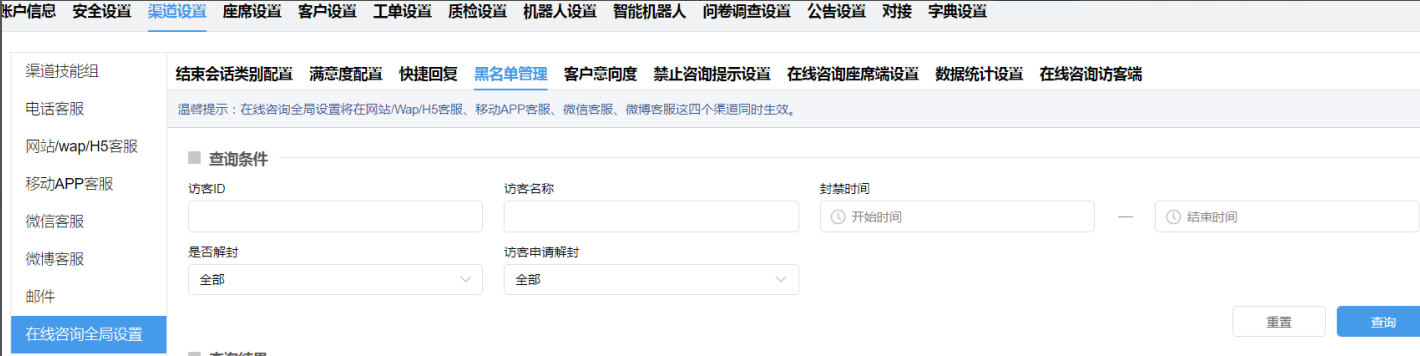 账户信息 安全设置 渠道设置 座席设置 客户设置 工单设置 质检设置 机器人设置 智能机器人 问卷调查设置 公告设置 对接 字典设置
渠道技能组
电话客服
网站/wap/H5客服
移动APP客服
微信客服
微博客服
邮件
在线咨询全局设置
结束会话类别配置 满意度配置 快捷回复 黑名单管理 客户意向度 禁止咨询提示设置 在线咨询座席端设置 数据统计设置 在线咨询访客端
温馨提示：在线咨询全局设置将在网站/Wap/H5客服、移动APP客服、微信客服、微博客服这四个渠道同时生效。
查询条件
访客ID 访客名称 封禁时间
开始时间 — 结束时间
是否解封 访客申请解封
全部 全部
重置 查询
查询结果